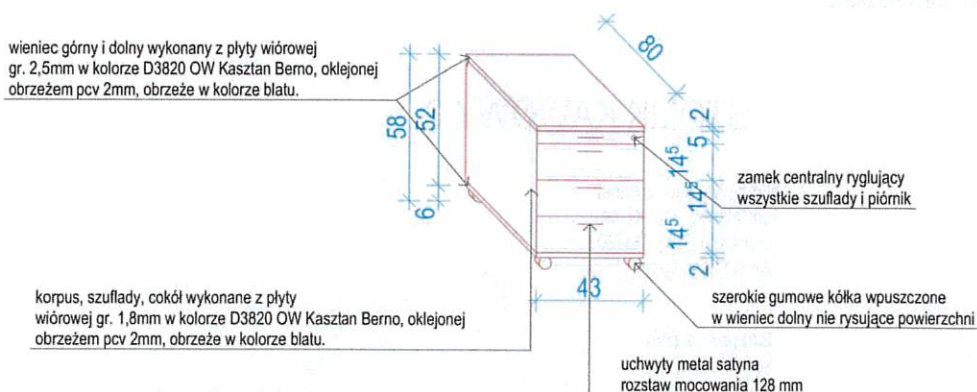 wieniec górny i dolny wykonany z płyty wiórowej
gr. 2,5mm w kolorze D3820 OW Kasztan Berno, oklejonej
obrzeżem pcv 2mm, obrzeże w kolorze blatu.
80
58
52
6
2
5
14⁵
14⁵
14⁵
2
43
zamek centralny ryglujący
wszystkie szuflady i piórnik
korpus, szuflady, cokół wykonane z płyty
wiórowej gr. 1,8mm w kolorze D3820 OW Kasztan Berno, oklejonej
obrzeżem pcv 2mm, obrzeże w kolorze blatu.
szerokie gumowe kółka wpuszczone
w wieniec dolny nie rysujące powierzchni
uchwyty metal satyna
rozstaw mocowania 128 mm